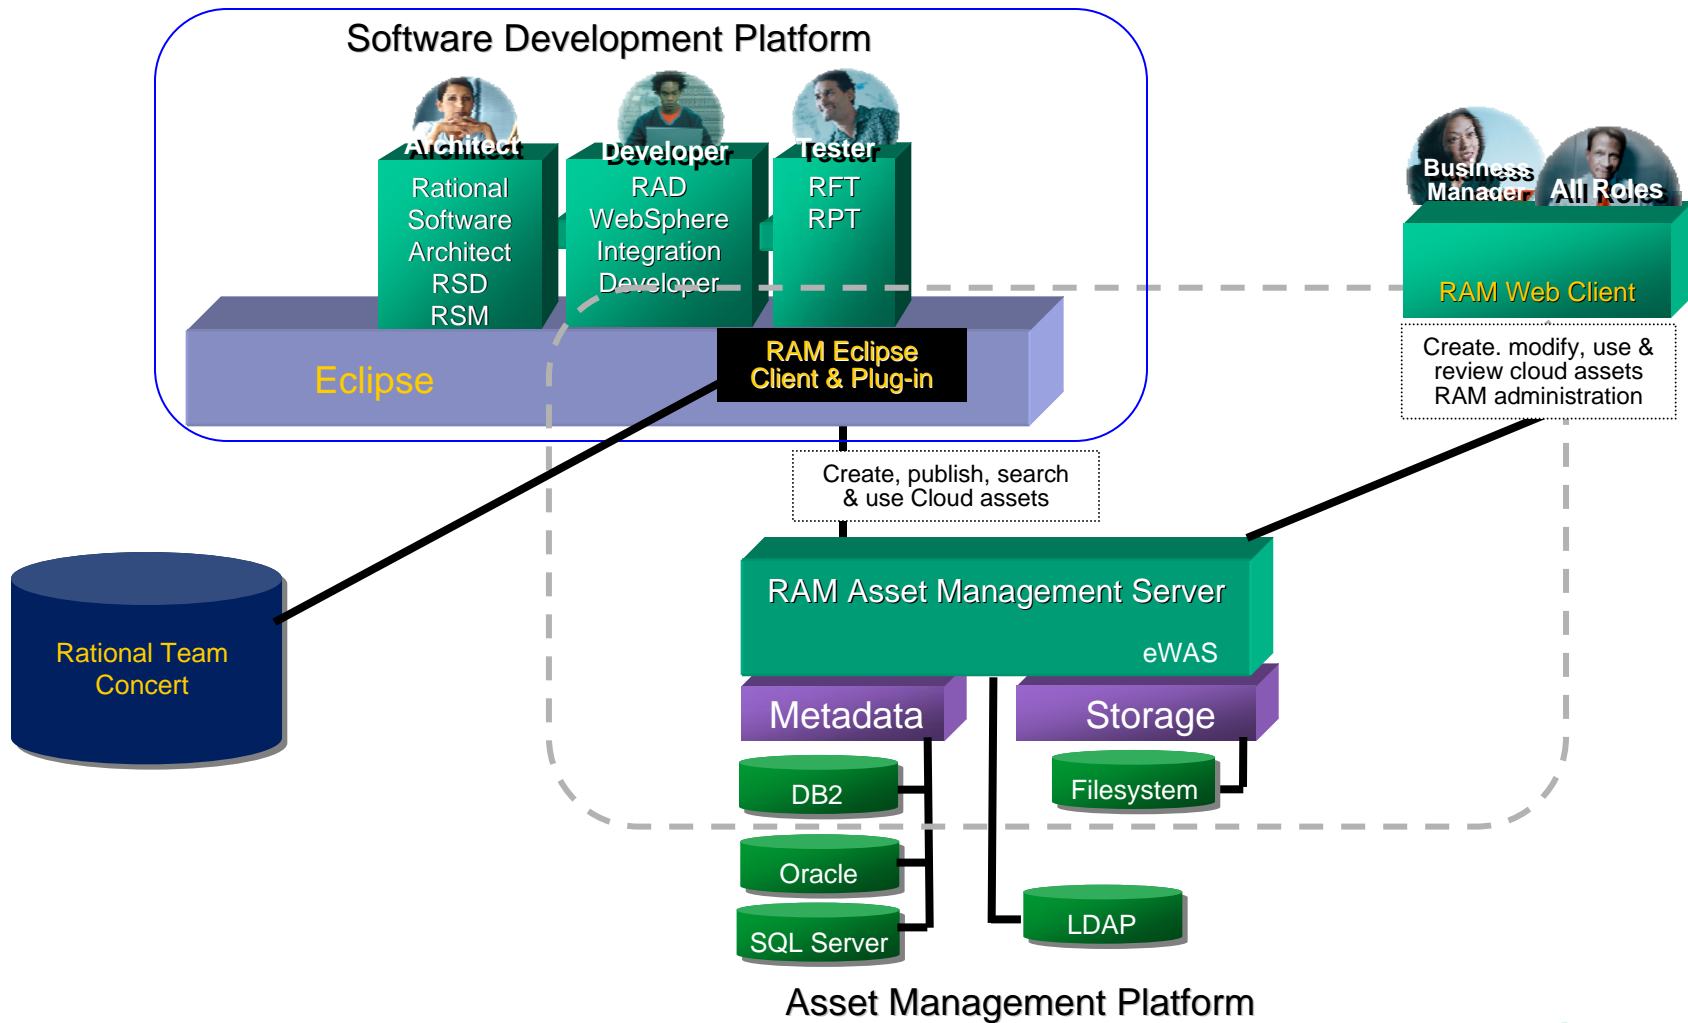 Software Development Platform
Architect
Rational
Software
Architect
RSD
RSM
Developer
RAD
WebSphere
Integration
Developer
Tester
RFT
RPT
Business
Manager
All Roles
RAM Web Client
Create. modify, use &
review cloud assets
RAM administration
Eclipse
RAM Eclipse
Client & Plug-in
Create, publish, search
& use Cloud assets
Rational Team
Concert
RAM Asset Management Server
eWAS
Metadata
Storage
DB2
Filesystem
Oracle
SQL Server
LDAP
Asset Management Platform